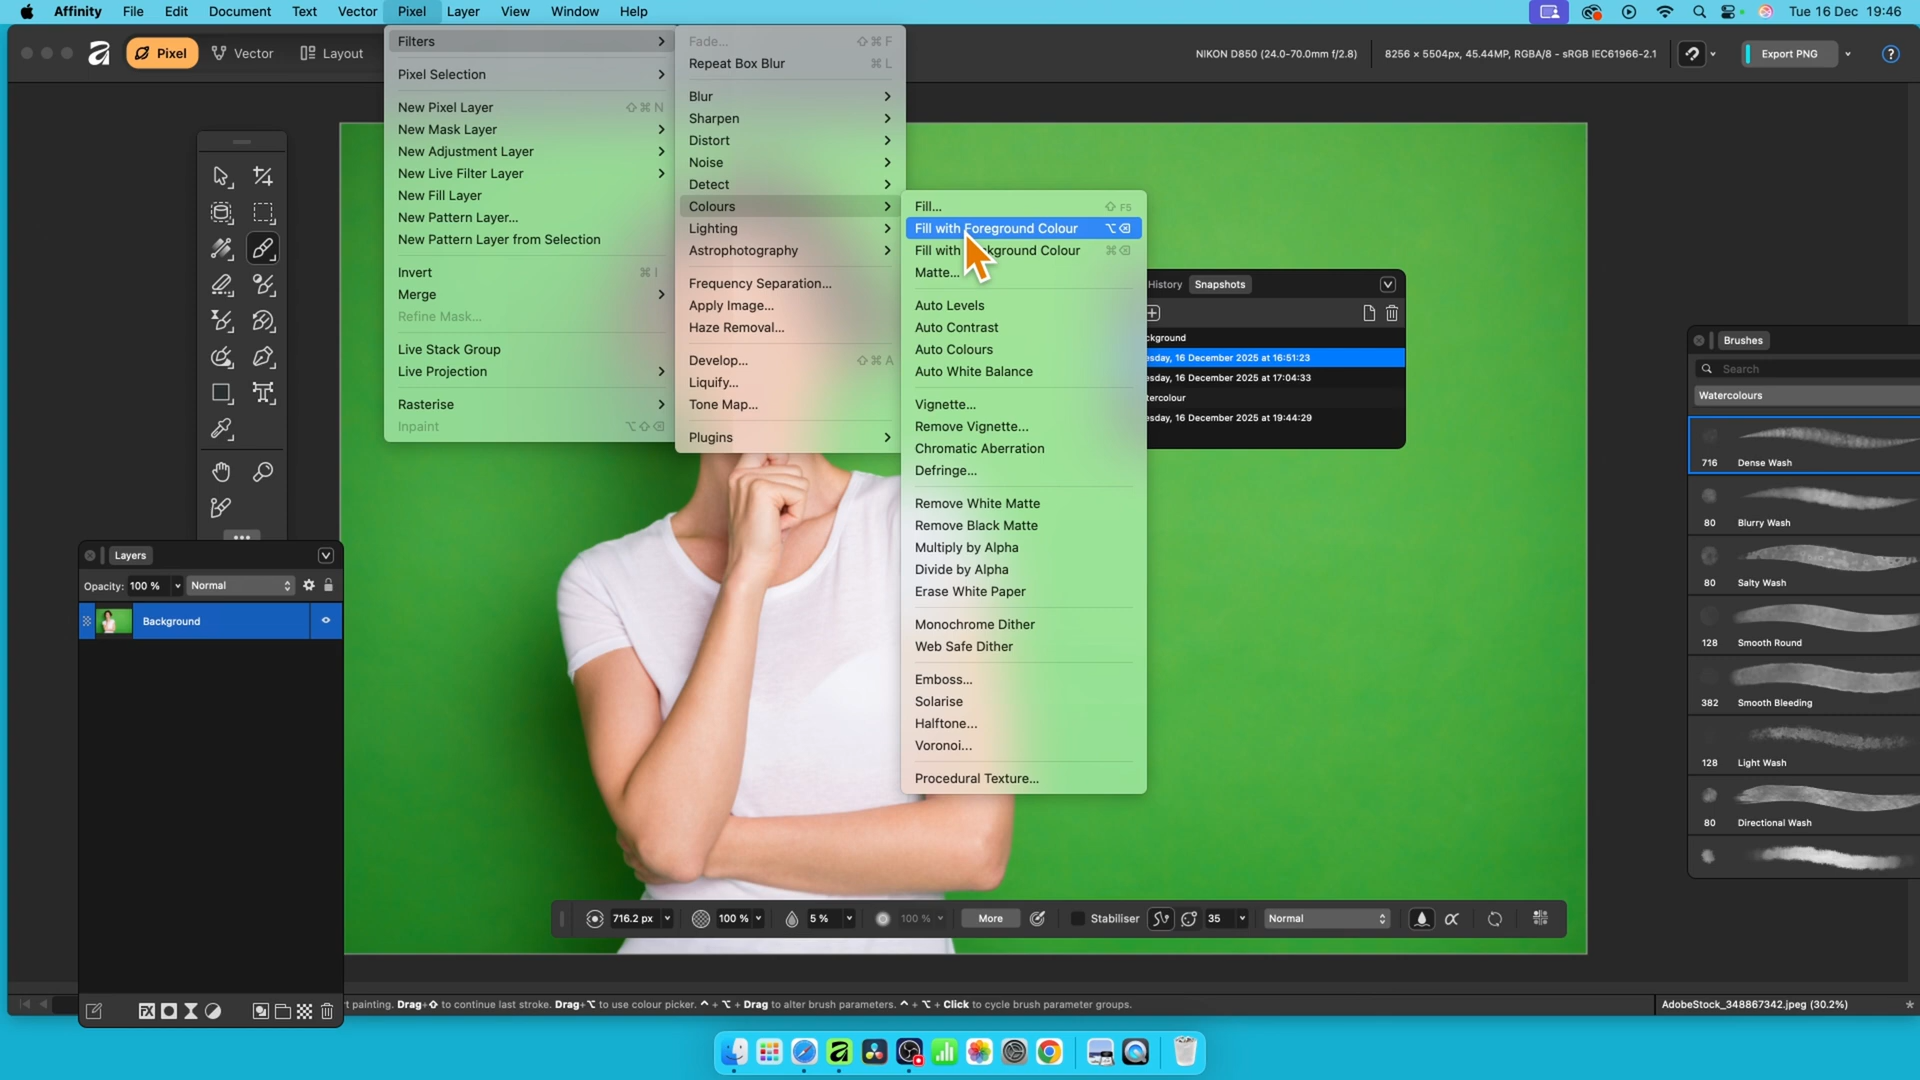 Affinity File Edit Document Text Vector Pixel Layer View Window Help Tue 16 Dec 19:46
Pixel Vector Layout NIKON D850 (24.0-70.0mm f/2.8) 8256 x 5504px, 45.44MP, RGBA/8 - sRGB IEC61966-2.1 Export PNG ?
Filters
Pixel Selection
New Pixel Layer ⇧⌘N
New Mask Layer
New Adjustment Layer
New Live Filter Layer
New Fill Layer
New Pattern Layer...
New Pattern Layer from Selection
Invert ⌘I
Merge
Refine Mask...
Live Stack Group
Live Projection
Rasterise
Inpaint ⌥⇧⌫
Fade... ⇧⌘F
Repeat Box Blur ⌘L
Blur
Sharpen
Distort
Noise
Detect
Colours
Lighting
Astrophotography
Frequency Separation...
Apply Image...
Haze Removal...
Develop... ⇧⌘A
Liquify...
Tone Map...
Plugins
Fill... ⇧F5
Fill with Foreground Colour ⌥⌫
Fill with kground Colour ⌘⌫
Matte...
Auto Levels
Auto Contrast
Auto Colours
Auto White Balance
Vignette...
Remove Vignette...
Chromatic Aberration
Defringe...
Remove White Matte
Remove Black Matte
Multiply by Alpha
Divide by Alpha
Erase White Paper
Monochrome Dither
Web Safe Dither
Emboss...
Solarise
Halftone...
Voronoi...
Procedural Texture...
History Snapshots
ckground
esday, 16 December 2025 at 16:51:23
esday, 16 December 2025 at 17:04:33
tercolour
esday, 16 December 2025 at 19:44:29
Brushes
Search
Watercolours
716 Dense Wash
80 Blurry Wash
80 Salty Wash
128 Smooth Round
382 Smooth Bleeding
128 Light Wash
80 Directional Wash
Layers
Opacity: 100 % Normal
Background
FX
716.2 px 100 % 5 % 100 % More Stabiliser 35 Normal
t painting. Drag+⇧ to continue last stroke. Drag+⌥ to use colour picker. ⌃ + ⌥ + Drag to alter brush parameters. ⌃ + ⌥ + Click to cycle brush parameter groups.
AdobeStock_348867342.jpeg (30.2%) *